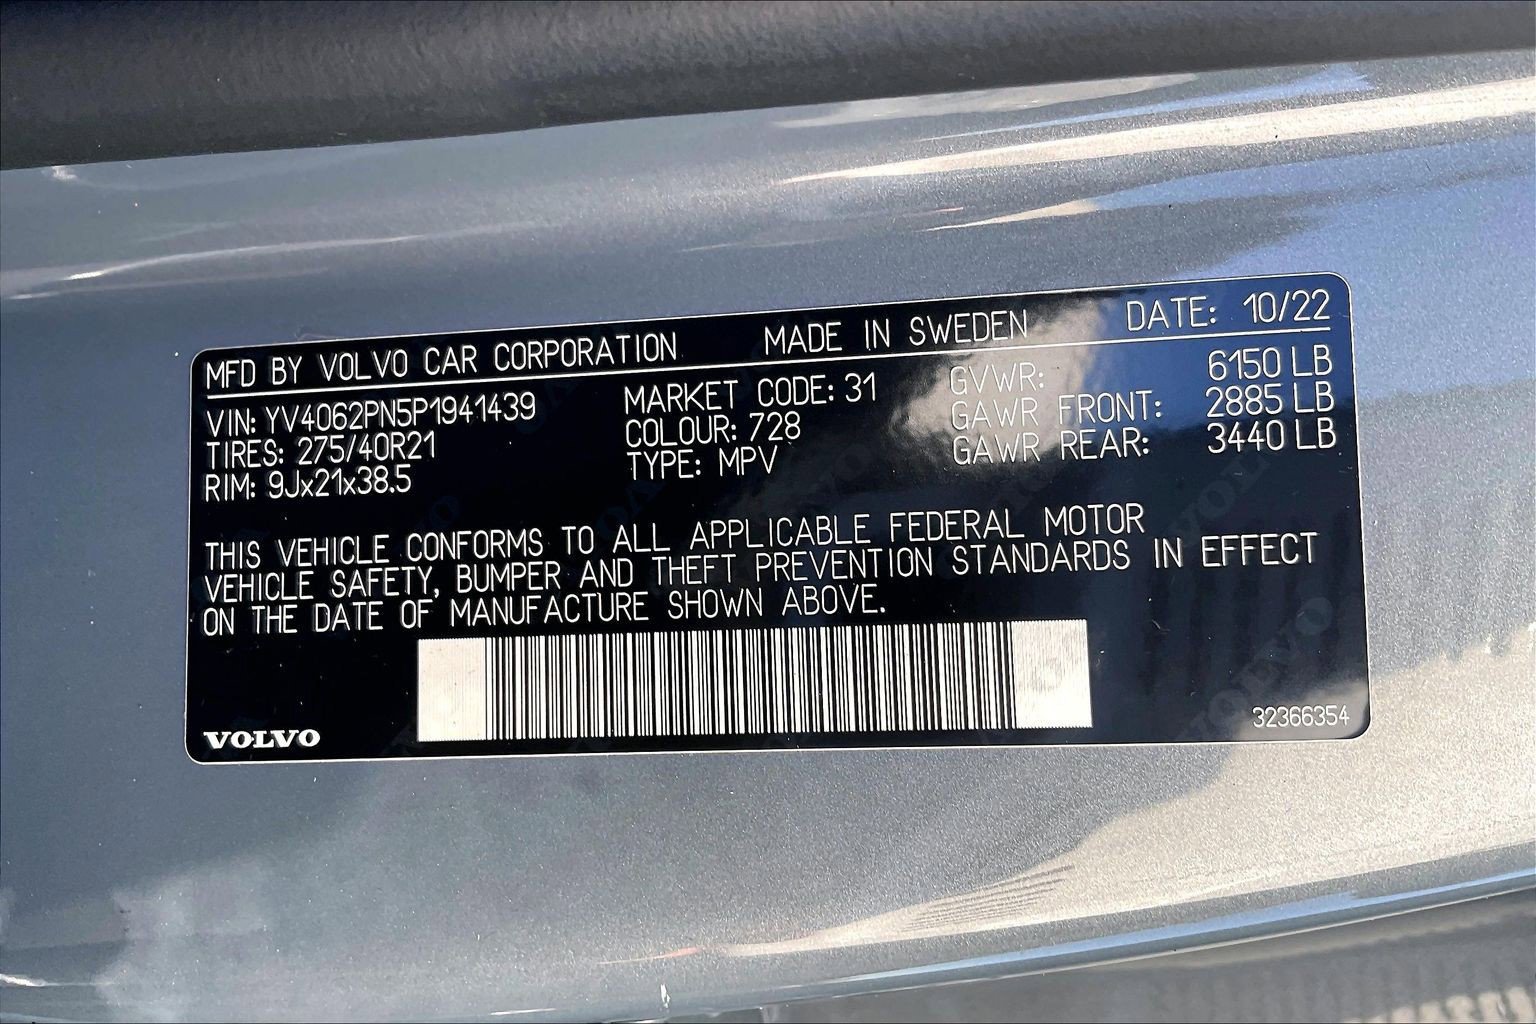 MFD BY VOLVO CAR CORPORATION MADE IN SWEDEN DATE: 10/22
VIN: YV4062PN5P1941439 MARKET CODE: 31 GVWR: 6150 LB
TIRES: 275/40R21 COLOUR: 728 GAWR FRONT: 2885 LB
RIM: 9Jx21x38.5 TYPE: MPV GAWR REAR: 3440 LB
THIS VEHICLE CONFORMS TO ALL APPLICABLE FEDERAL MOTOR
VEHICLE SAFETY, BUMPER AND THEFT PREVENTION STANDARDS IN EFFECT
ON THE DATE OF MANUFACTURE SHOWN ABOVE.
VOLVO 32366354